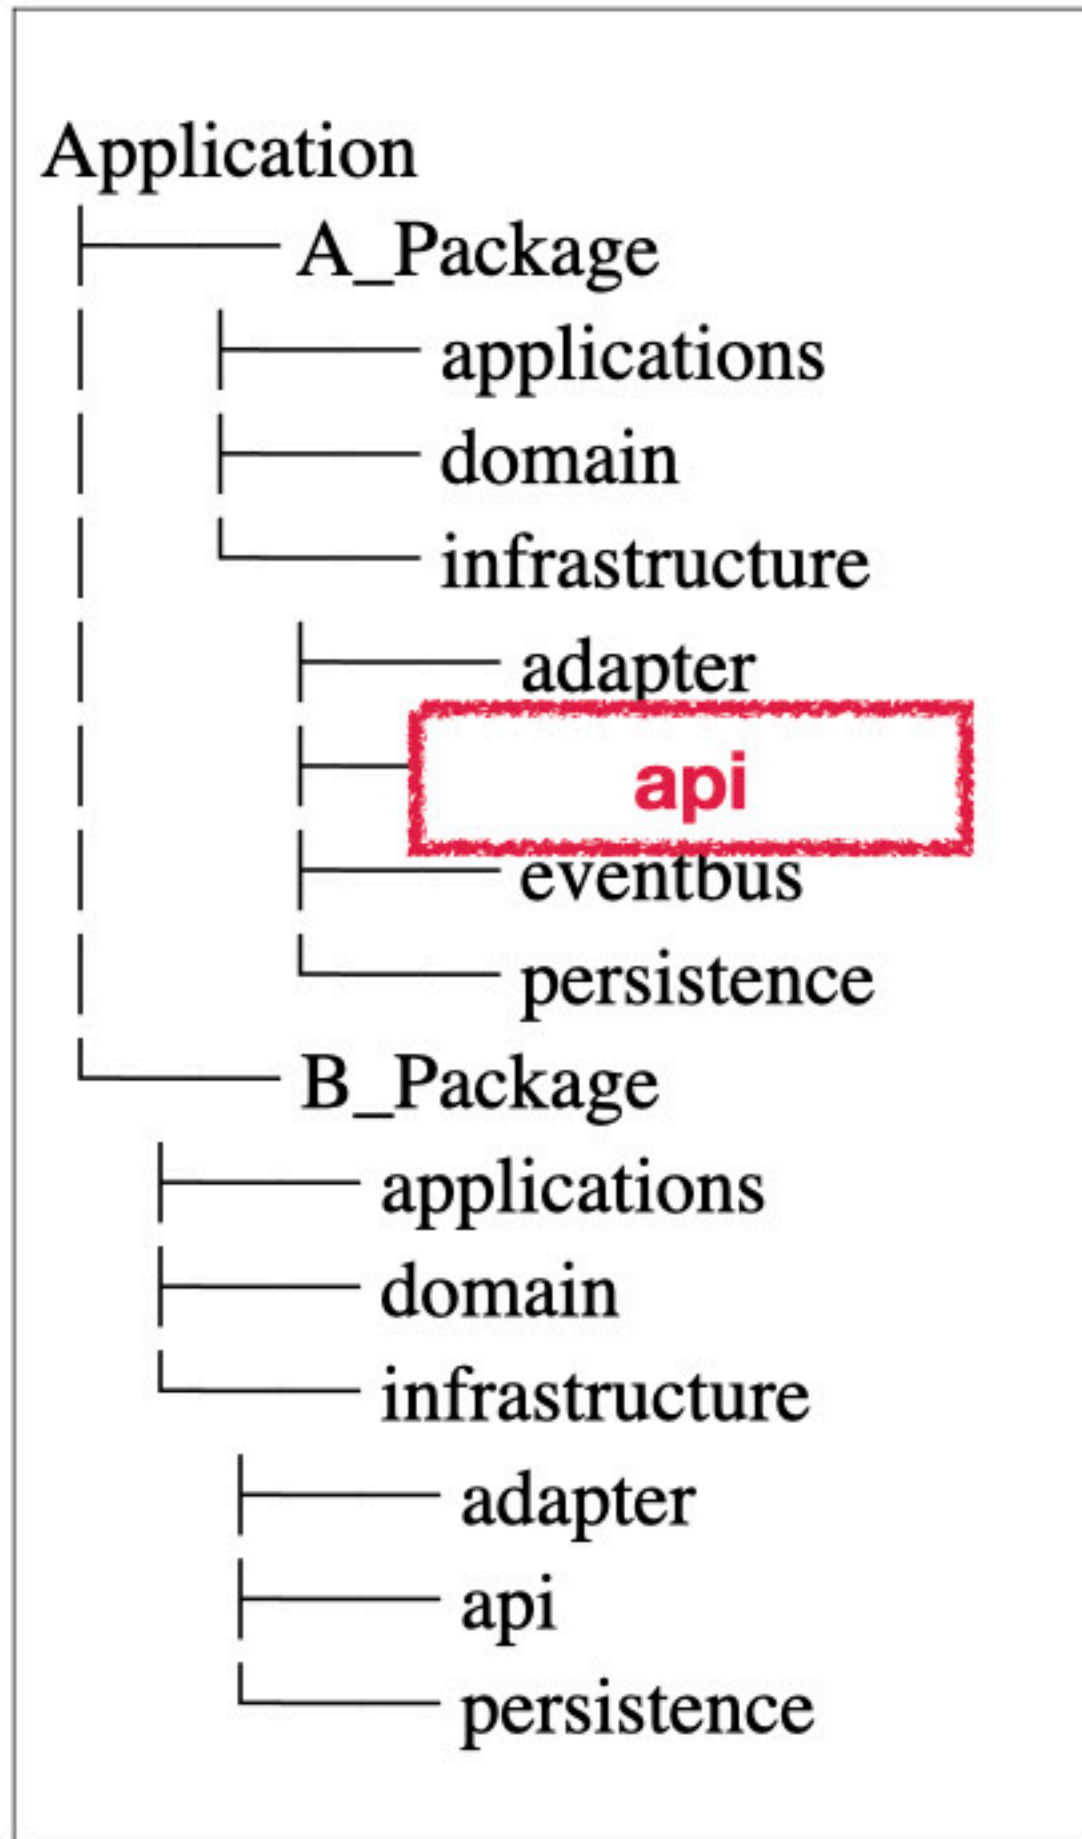 Application
A_Package
applications
domain
infrastructure
adapter
api
eventbus
persistence
B_Package
applications
domain
infrastructure
adapter
api
persistence